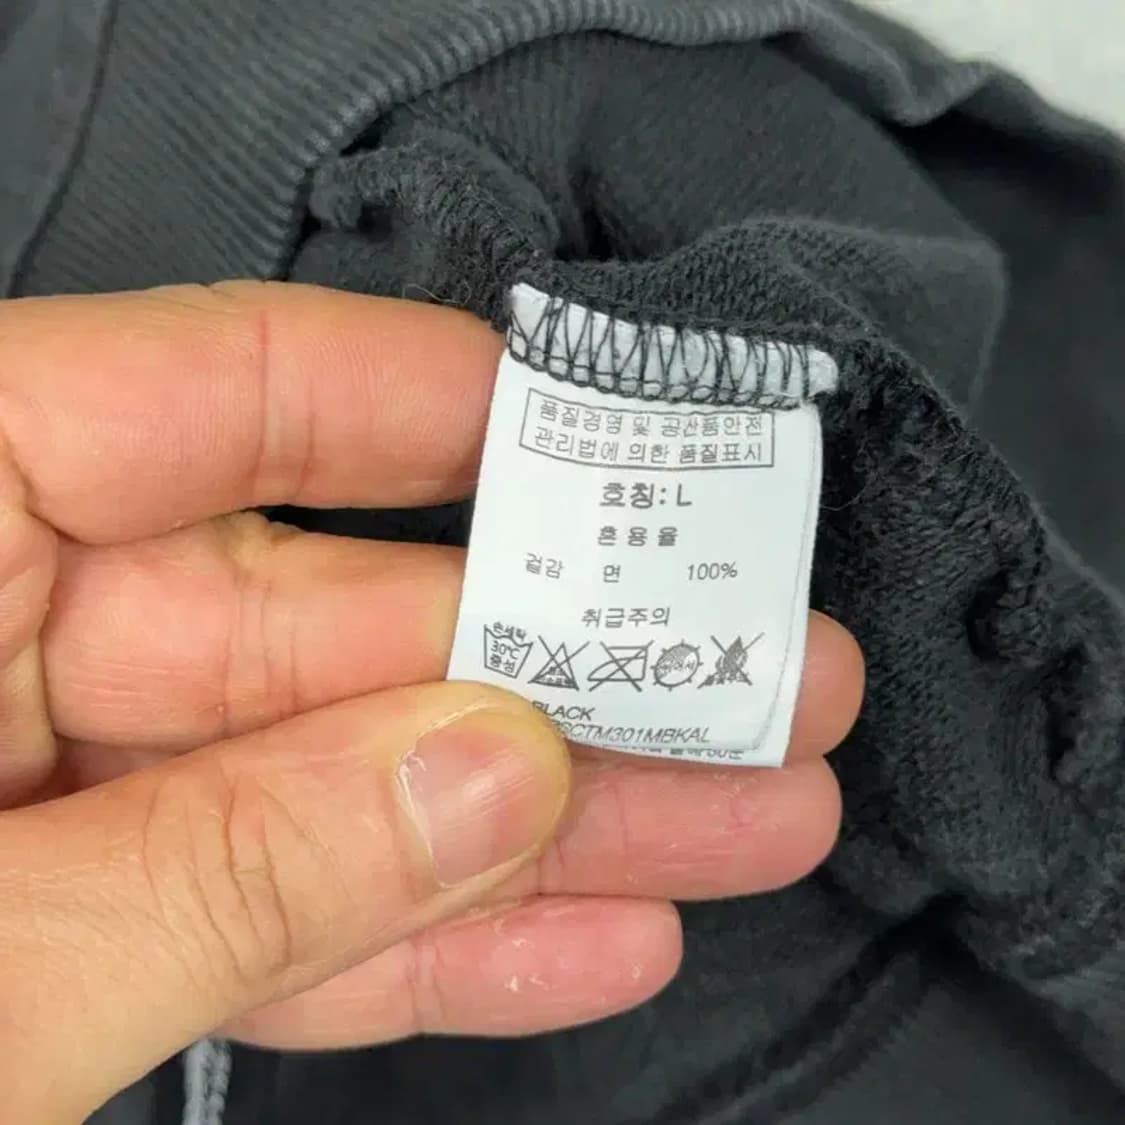 품질경영 및 공산품안전
관리법에 의한 품질표시
호칭: L
혼용율
겉감 면 100%
취급주의
손세탁
30℃
중성
BLACK
SCTM301MBKAL